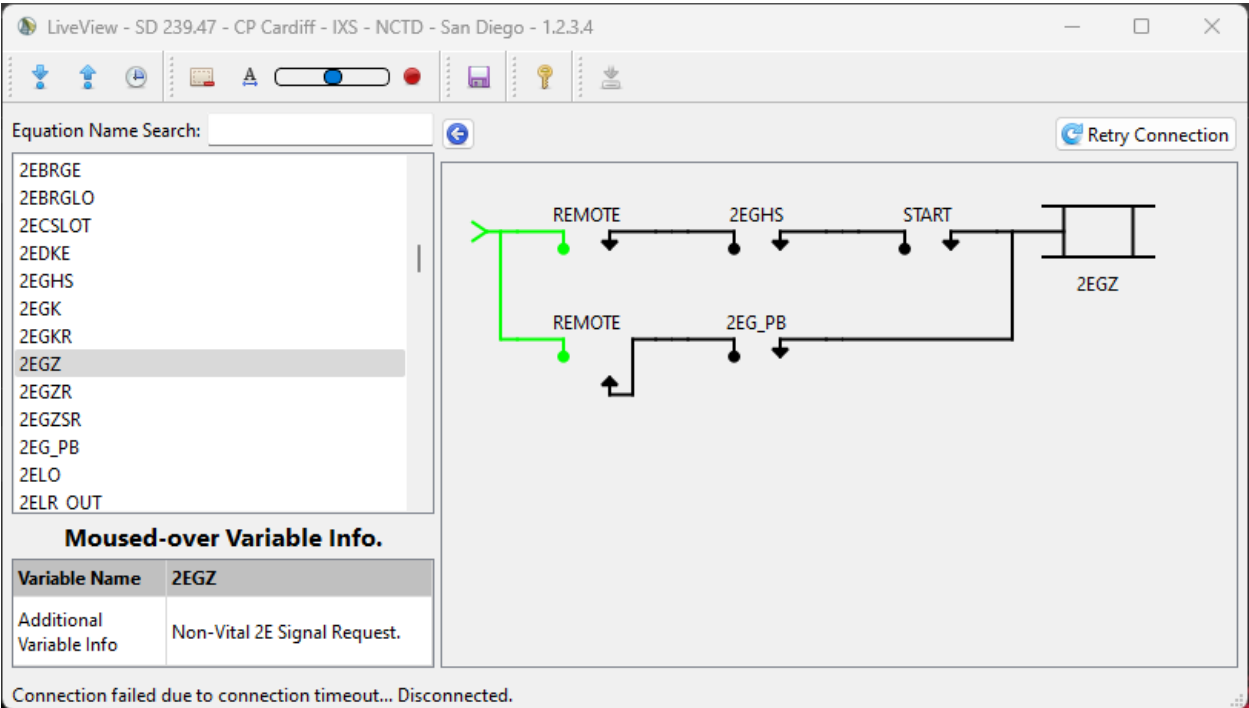 LiveView - SD 239.47 - CP Cardiff - IXS - NCTD - San Diego - 1.2.3.4
A
Equation Name Search:
Retry Connection
2EBRGE
2EBRGLO
2ECSLOT
2EDKE
2EGHS
2EGK
2EGKR
2EGZ
2EGZR
2EGZSR
2EG_PB
2ELO
2ELR_OUT
REMOTE 2EGHS START
2EGZ
REMOTE 2EG_PB
Moused-over Variable Info.
Variable Name 2EGZ
Additional
Variable Info
Non-Vital 2E Signal Request.
Connection failed due to connection timeout... Disconnected.